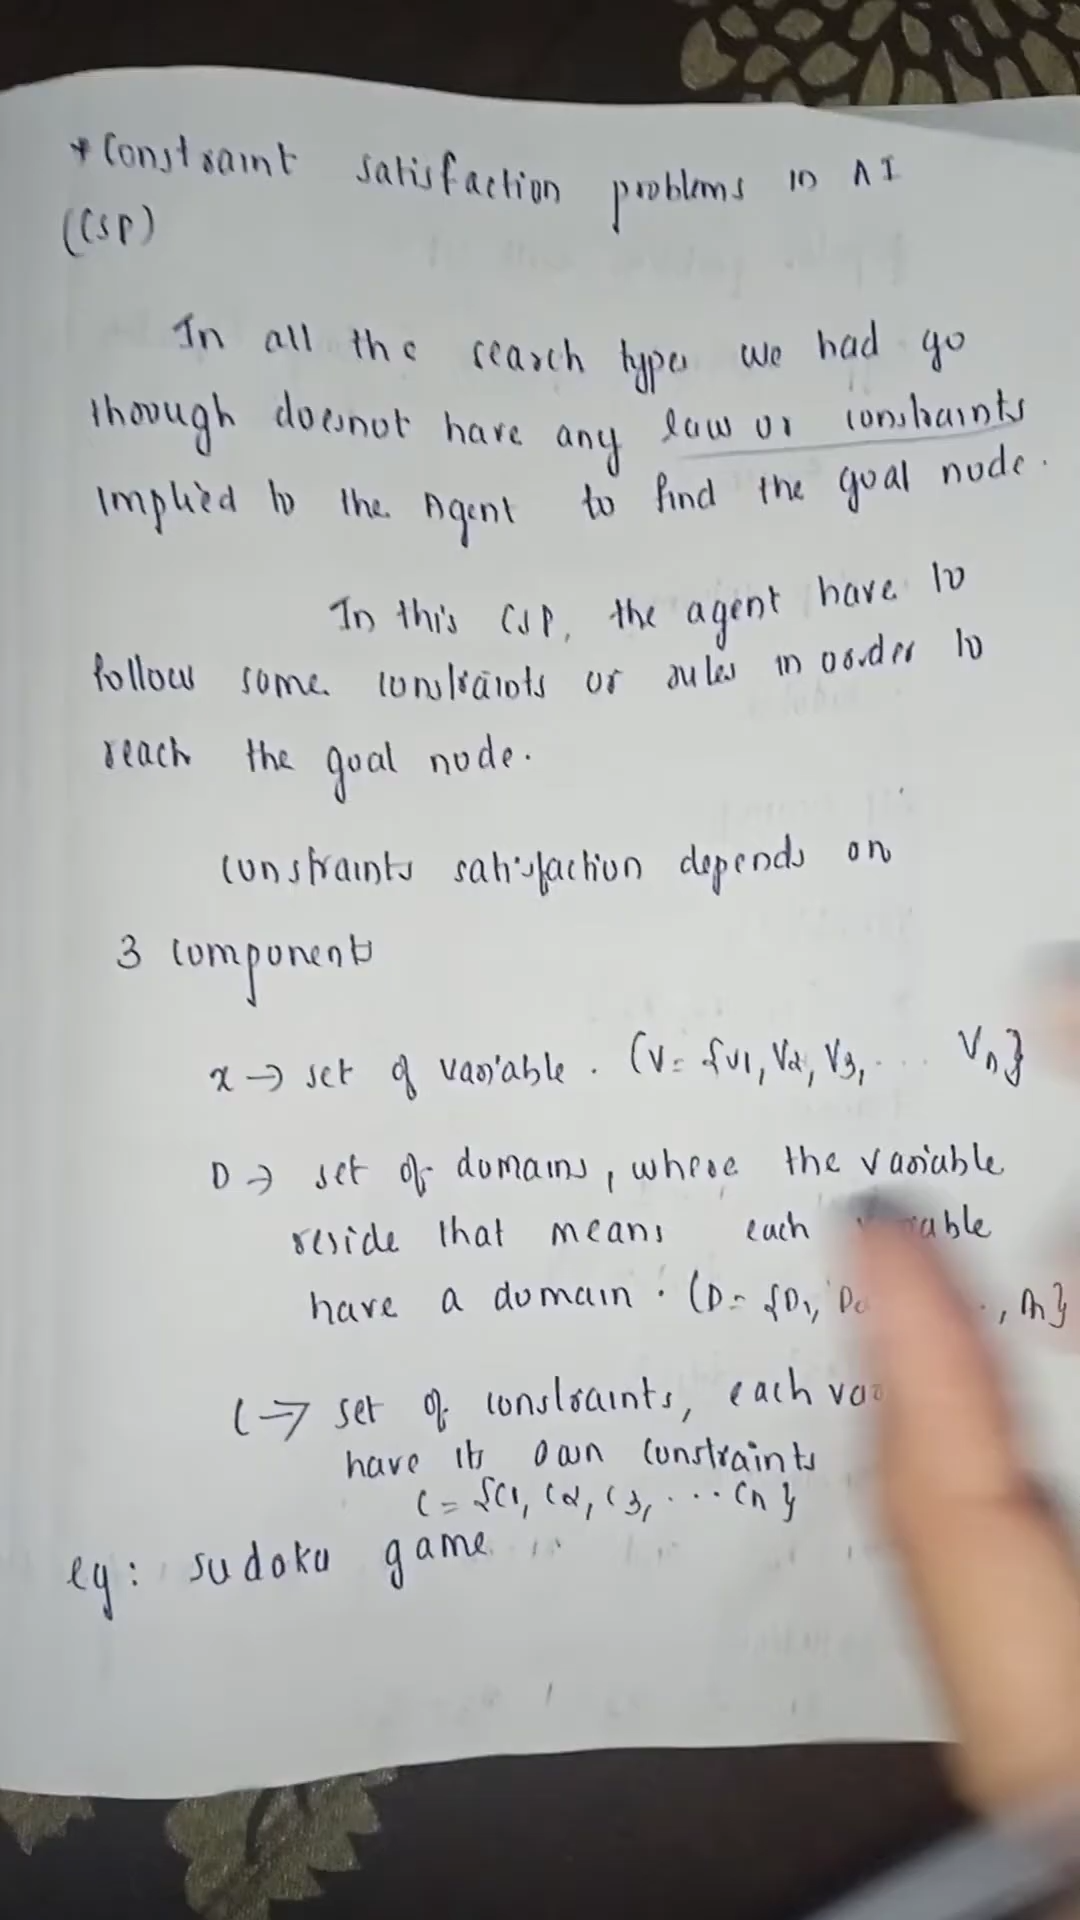 * Constraint satisfaction problems in AI
(CSP)
In all the search types we had go
through doesnot have any law or constraints
implied to the Agent to find the goal node.
In this CSP, the agent have to
follow some constraints or rules in order to
reach the goal node.
constraints satisfaction depends on
3 components
x → set of variable. (V = {v1, V2, V3, ... Vn}
D → set of domains, where the variable
reside that means each
have a domain. (D = {D1,
C → set of constraints, each
have its own constraints
C = {C1, C2, C3, ... Cn}
eg: sudoku game